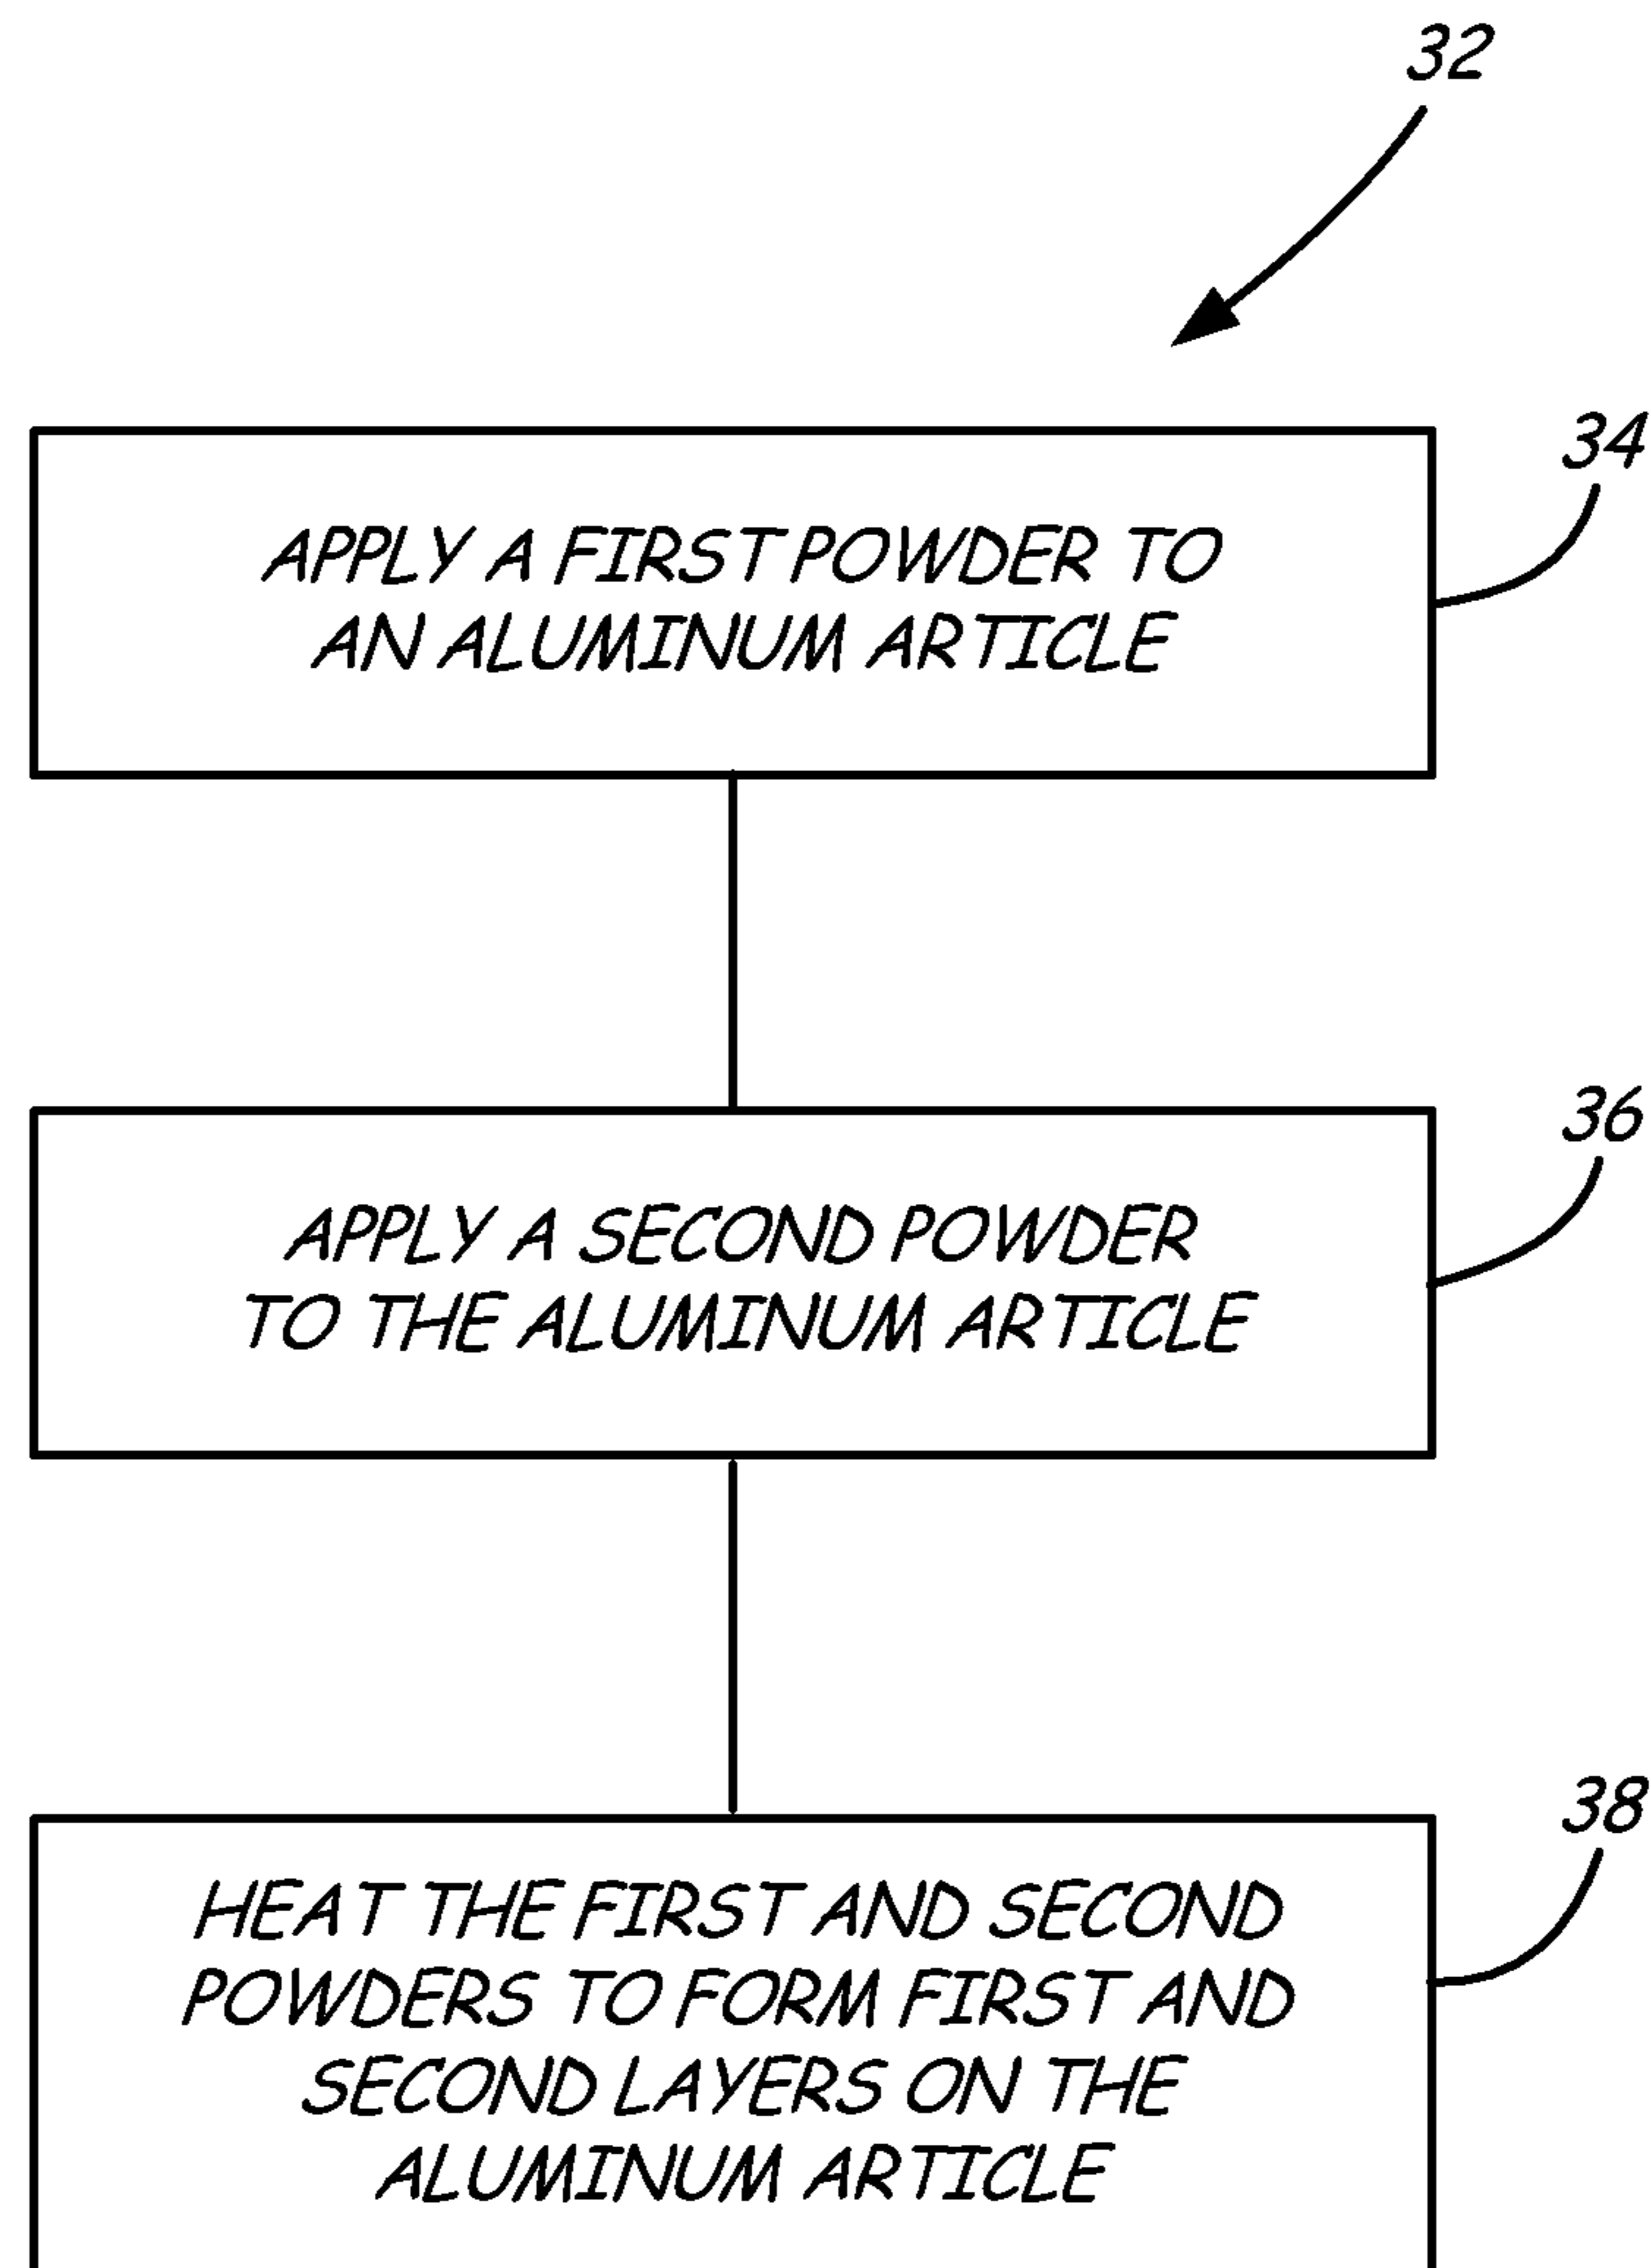 32
34
APPLY A FIRST POWDER TO
AN ALUMINUM ARTICLE
36
APPLY A SECOND POWDER
TO THE ALUMINUM ARTICLE
38
HEAT THE FIRST AND SECOND
POWDERS TO FORM FIRST AND
SECOND LAYERS ON THE
ALUMINUM ARTICLE